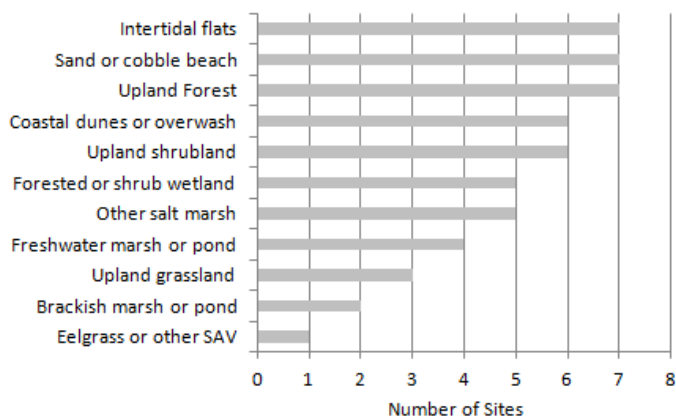 Intertidal flats
Sand or cobble beach
Upland Forest
Coastal dunes or overwash
Upland shrubland
Forested or shrub wetland
Other salt marsh
Freshwater marsh or pond
Upland grassland
Brackish marsh or pond
Eelgrass or other SAV
0 1 2 3 4 5 6 7 8
Number of Sites